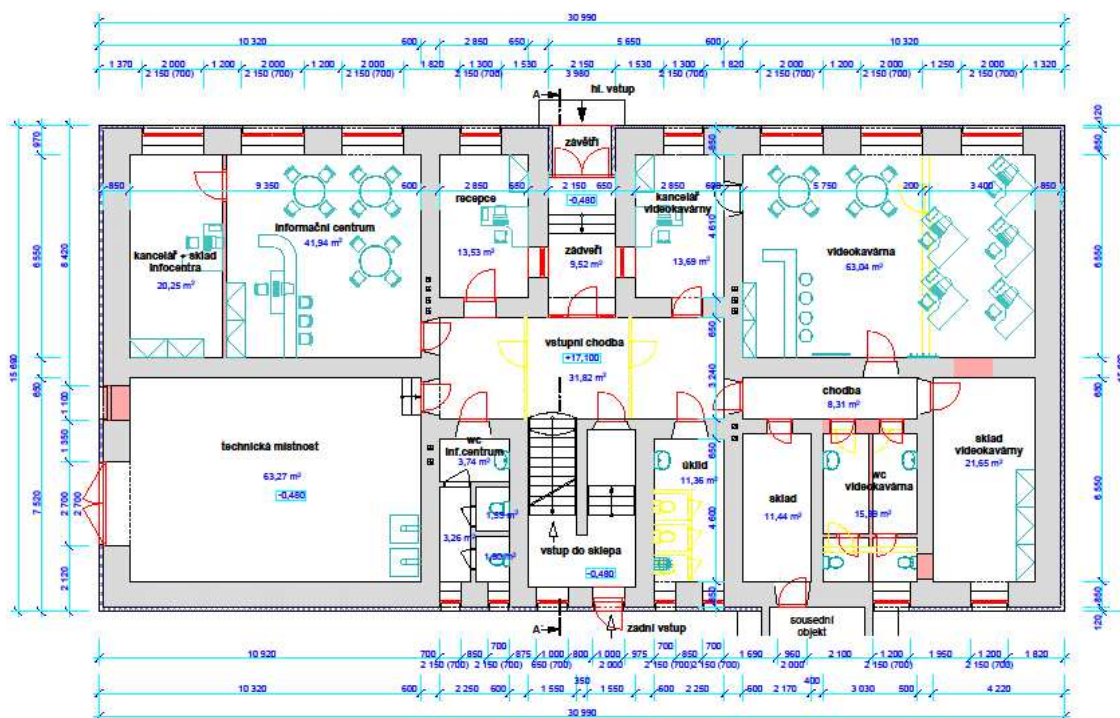 30 990
10 320
600
2 850
650
5 650
600
10 320
1 370
2 000
1 200
2 000
1 200
2 000
1 820
1 300
1 530
2 150
1 530
1 300
1 820
2 000
1 200
2 000
1 250
2 000
1 320
2 150 (700)
2 150 (700)
2 150 (700)
2 150 (700)
3 980
2 150 (700)
2 150 (700)
2 150 (700)
2 150 (700)
A
hl. vstup
120
970
850
850
závětří
850
9 350
600
2 850
650
2 150
650
2 850
600
5 750
200
3 400
850
recepce
-0,480
kancelář
videokavárny
informační centrum
41,94 m²
4 610
kancelář + sklad
infocentra
20,25 m²
13,53 m²
zádveří
9,52 m²
13,69 m²
videokavárna
63,04 m²
6 550
8 420
6 550
15 690
650
vstupní chodba
+17,100
31,82 m²
3 240
650
1 100
650
chodba
8,31 m²
1 350
technická místnost
63,27 m²
-0,480
wc
inf.centrum
3,74 m²
650
úklid
11,36 m²
sklad
11,44 m²
wc
videokavárna
sklad
videokavárny
21,65 m²
6 550
7 520
2 700
2 700
3,26 m²
4 600
vstup do sklepa
-0,480
2 120
850
850
120
A'
zadní vstup
sousední
objekt
10 920
700
850
700
875
1 000
800
1 000
975
700
850
700
1 690
960
2 100
1 200
1 950
1 200
1 820
2 150 (700)
2 150 (700)
650 (700)
2 000
2 150 (700)
2 150 (700)
2 000
2 150 (700)
2 150 (700)
350
400
10 320
600
2 250
600
1 550
1 550
600
2 250
600
2 170
3 030
500
4 220
30 990